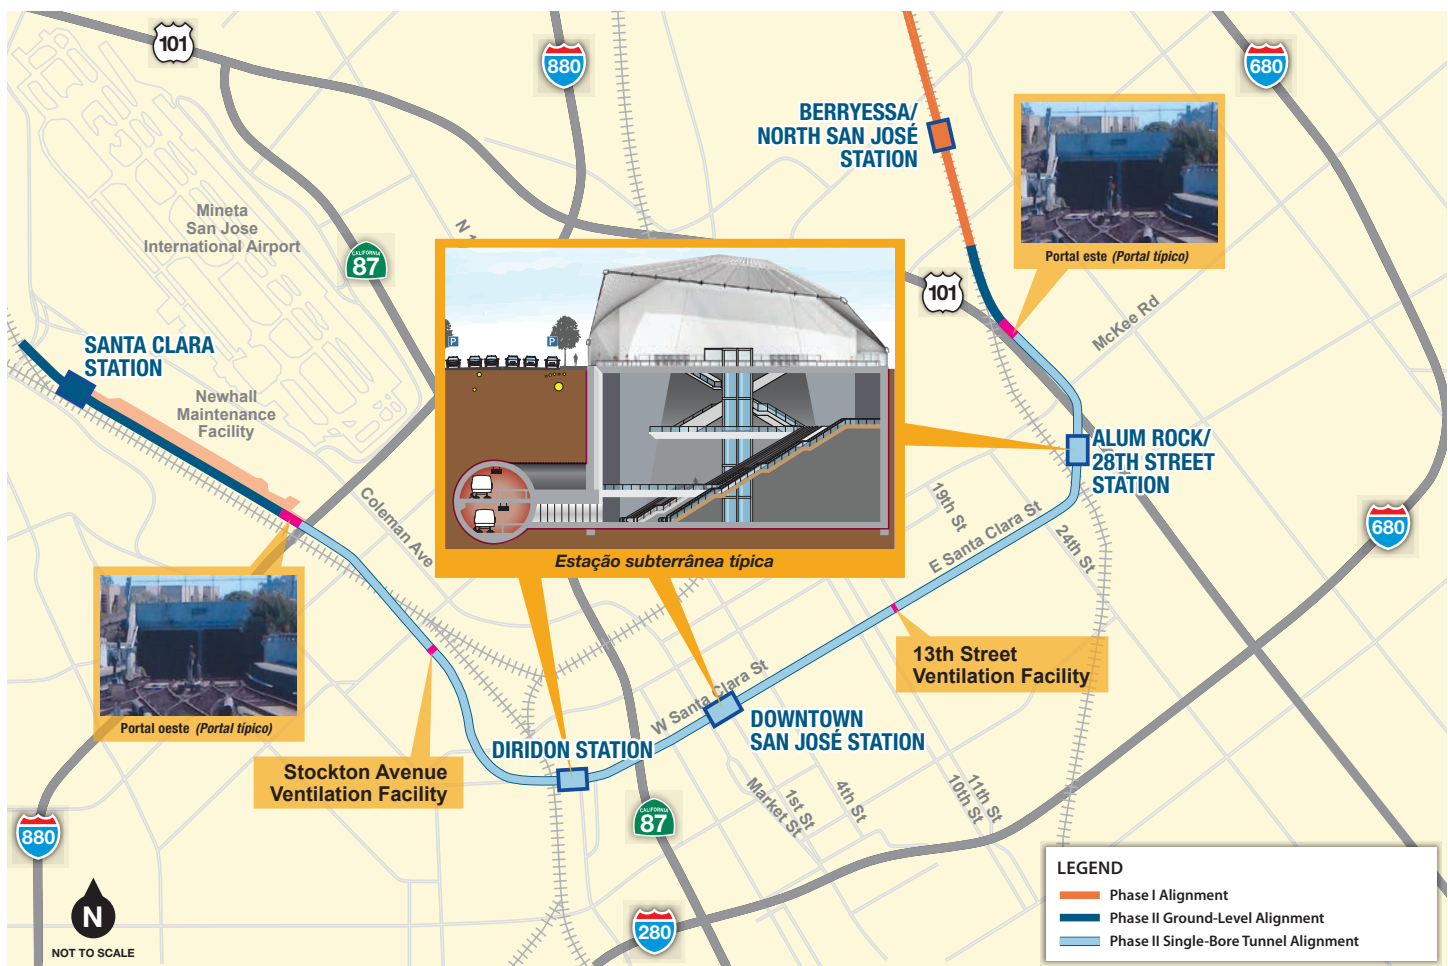 101
880
680
BERRYESSA/
NORTH SAN JOSÉ
STATION
Portal este (Portal típico)
Mineta
San Jose
International Airport
CALIFORNIA
87
N 1
101
McKee Rd
SANTA CLARA
STATION
Newhall
Maintenance
Facility
P
P
Estação subterrânea típica
ALUM ROCK/
28TH STREET
STATION
Coleman Ave
19th St
E Santa Clara St
24th St
680
Portal oeste (Portal típico)
13th Street
Ventilation Facility
W Santa Clara St
DOWNTOWN
SAN JOSÉ STATION
DIRIDON STATION
Stockton Avenue
Ventilation Facility
Market St
1st St
4th St
10th St
11th St
CALIFORNIA
87
880
280
N
NOT TO SCALE
LEGEND
Phase I Alignment
Phase II Ground-Level Alignment
Phase II Single-Bore Tunnel Alignment